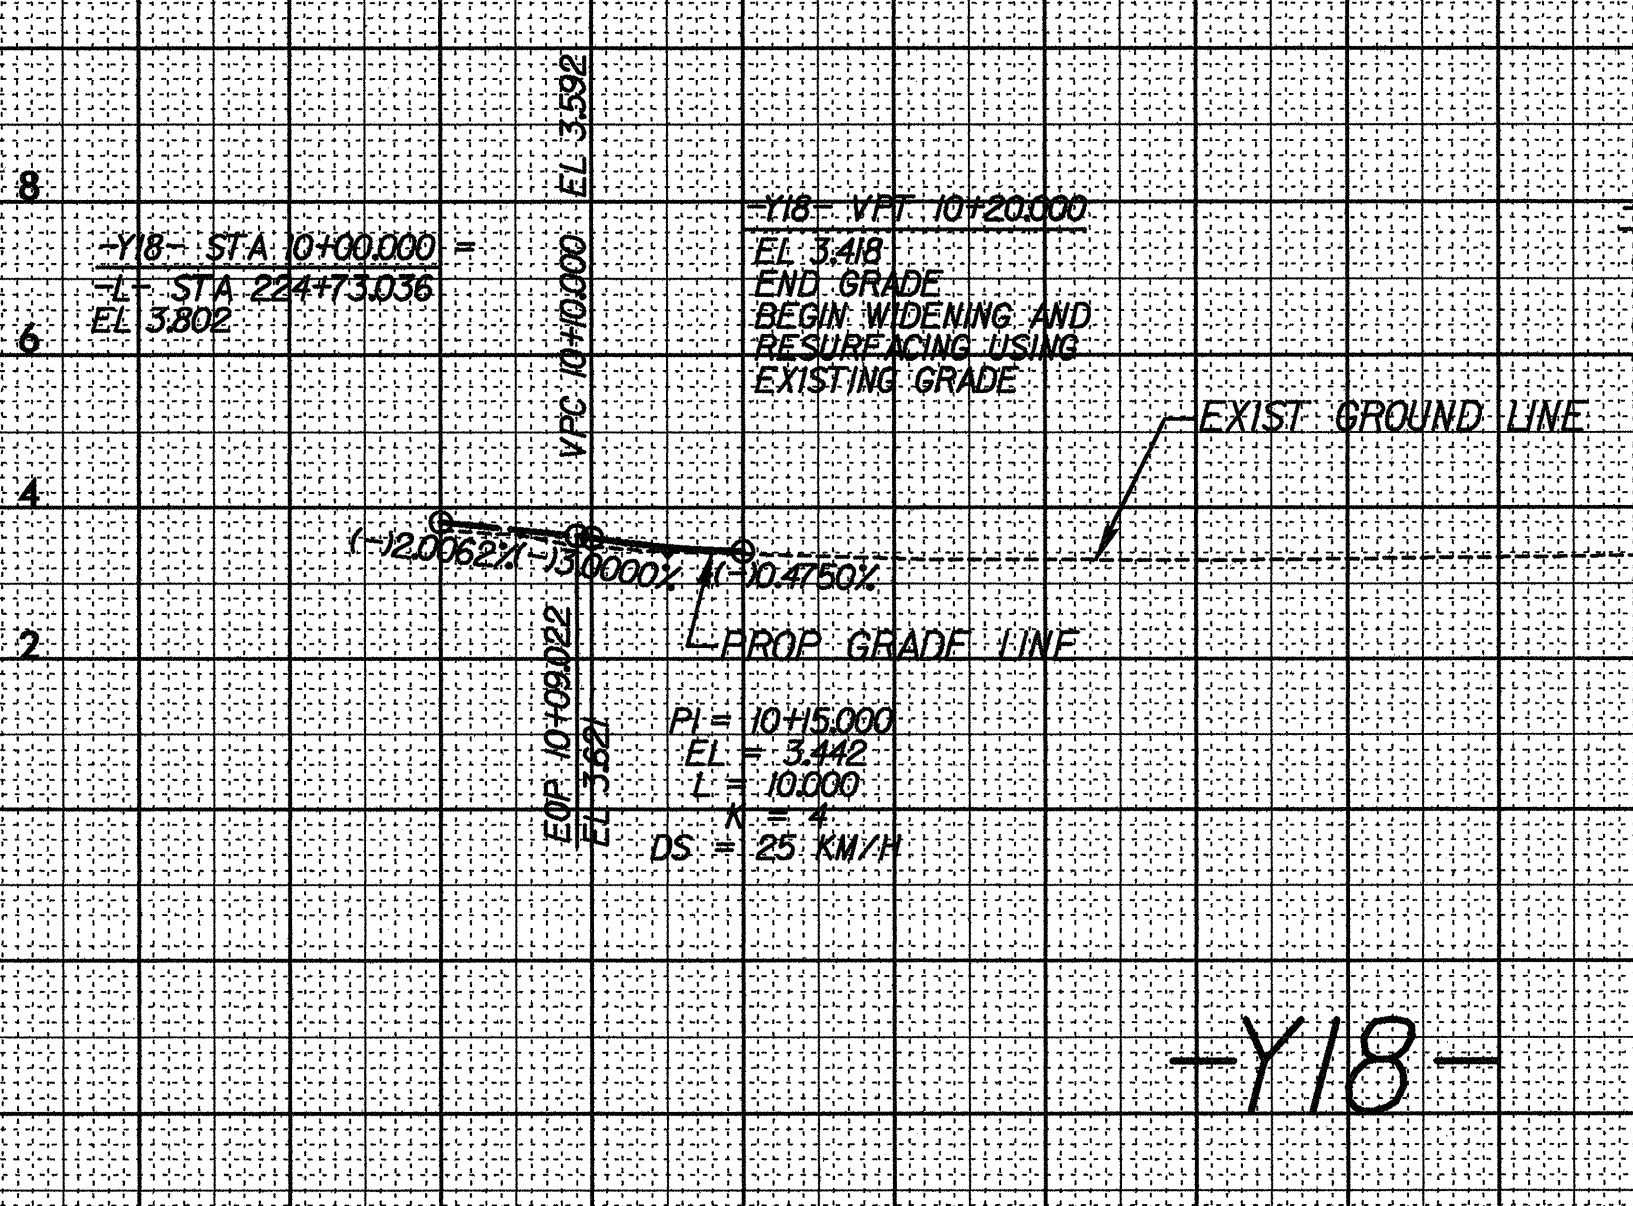 8
6
4
2
-Y18- STA 10+00.000 =
-L- STA 224+73.036
EL 3.802
VPC 10+10.000 EL 3.592
-Y18- VPT 10+20.000
EL 3.418
END GRADE
BEGIN WIDENING AND
RESURFACING USING
EXISTING GRADE
EXIST GROUND LINE
(-)2.0062%
(-)3.0000%
(-)0.4750%
PROP GRADE LINE
EOP 10+09.022
EL 3.621
PI = 10+15.000
EL = 3.442
L = 10.000
K = 4
DS = 25 KM/H
-Y18-